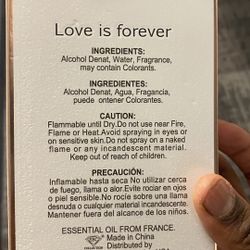 Love is forever
INGREDIENTS:
Alcohol Denat, Water, Fragrance,
may contain Colorants.
INGREDIENTES:
Alcohol Denat, Agua, Fragancia,
puede ontener Colorantes.
CAUTION:
Flammable until Dry.Do not use near Fire,
Flame or Heat.Avoid spraying in eyes or
on sensitive skin.Do not spray on a naked
flame or any incandescent material.
Keep out of reach of children.
PRECAUCIÓN:
Inflamable hasta seca No utilizar cerca
de fuego, llama o alor.Evite rociar en ojos
o piel sensibles.No rocíe sobre una llama
desnuda o cualquier material incandescent.
Mantener fuera del alcance de los niños.
ESSENTIAL OIL FROM FRANCE.
Made in China
Distributed by